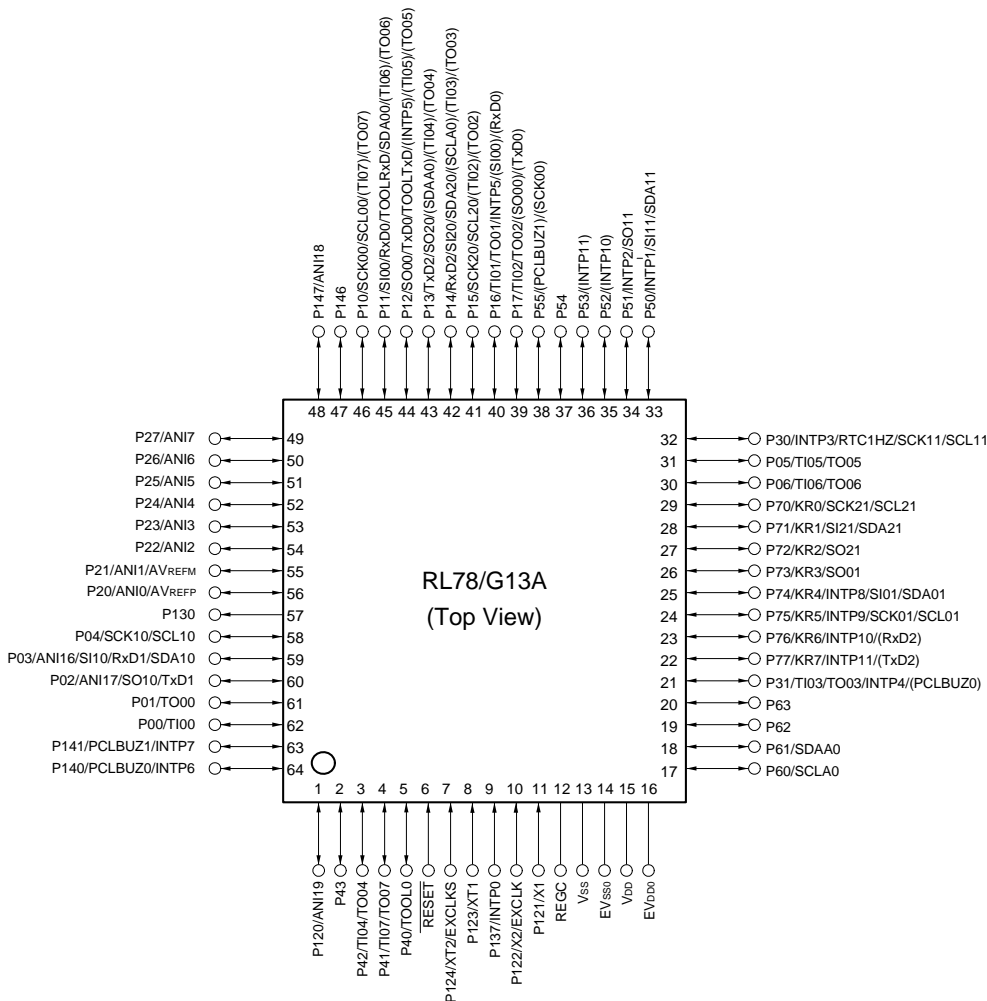 P147/ANI18
P146
P10/SCK00/SCL00/(TI07)/(TO07)
P11/SI00/RxD0/TOOLRxD/SDA00/(TI06)/(TO06)
P12/SO00/TxD0/TOOLTxD/(INTP5)/(TI05)/(TO05)
P13/TxD2/SO20/(SDAA0)/(TI04)/(TO04)
P14/RxD2/SI20/SDA20/(SCLA0)/(TI03)/(TO03)
P15/SCK20/SCL20/(TI02)/(TO02)
P16/TI01/TO01/INTP5/(SI00)/(RxD0)
P17/TI02/TO02/(SO00)/(TxD0)
P55/(PCLBUZ1)/(SCK00)
P54
P53/(INTP11)
P52/(INTP10)
P51/INTP2/SO11
P50/INTP1/SI11/SDA11
48 47 46 45 44 43 42 41 40 39 38 37 36 35 34 33
P27/ANI7 49
P26/ANI6 50
P25/ANI5 51
P24/ANI4 52
P23/ANI3 53
P22/ANI2 54
P21/ANI1/AVREFM 55
P20/ANI0/AVREFP 56
P130 57
P04/SCK10/SCL10 58
P03/ANI16/SI10/RxD1/SDA10 59
P02/ANI17/SO10/TxD1 60
P01/TO00 61
P00/TI00 62
P141/PCLBUZ1/INTP7 63
P140/PCLBUZ0/INTP6 64
RL78/G13A
(Top View)
32 P30/INTP3/RTC1HZ/SCK11/SCL11
31 P05/TI05/TO05
30 P06/TI06/TO06
29 P70/KR0/SCK21/SCL21
28 P71/KR1/SI21/SDA21
27 P72/KR2/SO21
26 P73/KR3/SO01
25 P74/KR4/INTP8/SI01/SDA01
24 P75/KR5/INTP9/SCK01/SCL01
23 P76/KR6/INTP10/(RxD2)
22 P77/KR7/INTP11/(TxD2)
21 P31/TI03/TO03/INTP4/(PCLBUZ0)
20 P63
19 P62
18 P61/SDAA0
17 P60/SCLA0
1 2 3 4 5 6 7 8 9 10 11 12 13 14 15 16
P120/ANI19
P43
P42/TI04/TO04
P41/TI07/TO07
P40/TOOL0
RESET
P124/XT2/EXCLKS
P123/XT1
P137/INTP0
P122/X2/EXCLK
P121/X1
REGC
VSS
EVSS0
VDD
EVDD0